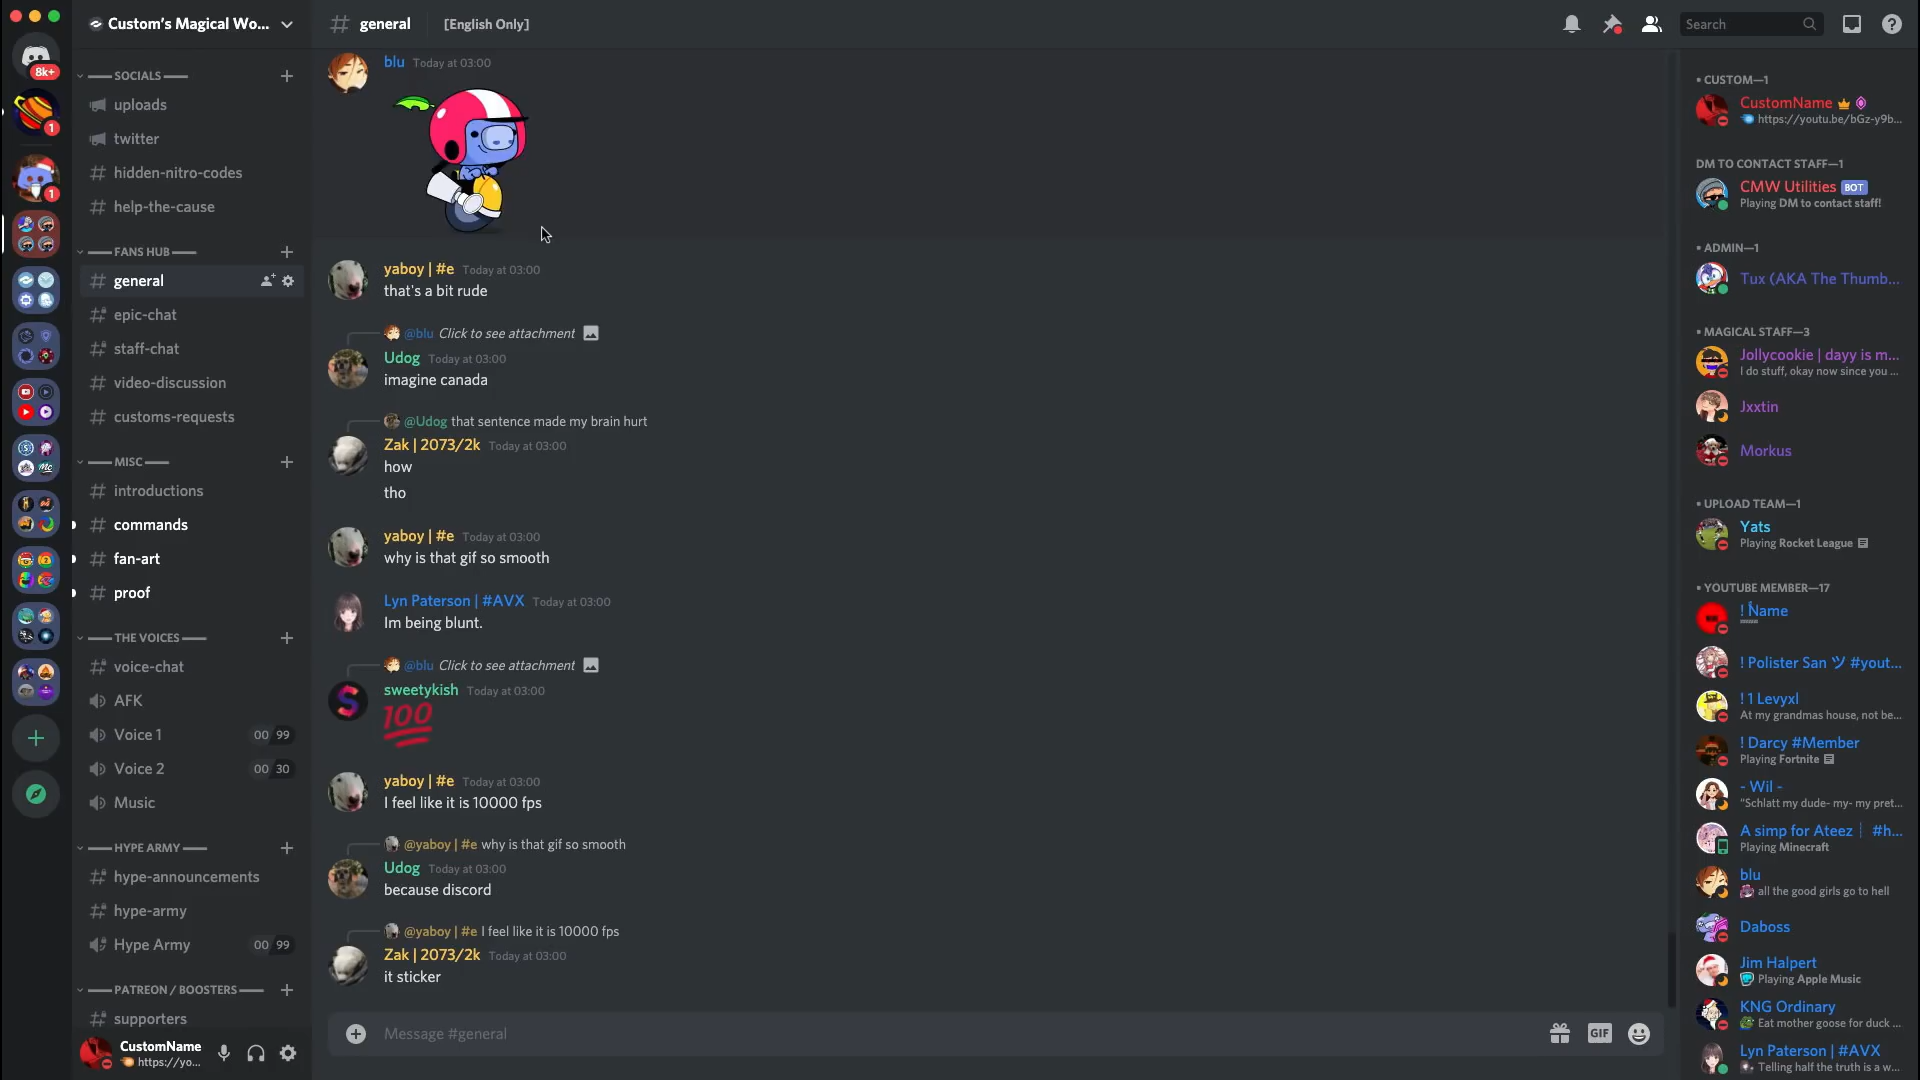 Custom's Magical Wo...
SOCIALS
uploads
twitter
hidden-nitro-codes
help-the-cause
FANS HUB
general
epic-chat
staff-chat
video-discussion
customs-requests
MISC
introductions
commands
fan-art
proof
THE VOICES
voice-chat
AFK
Voice 1 00 99
Voice 2 00 30
Music
HYPE ARMY
hype-announcements
hype-army
Hype Army 00 99
PATREON / BOOSTERS
supporters
CustomName
https://yo...
8k+
1
1
general [English Only]
Search
blu Today at 03:00
yaboy | #e Today at 03:00
that's a bit rude
@blu Click to see attachment
Udog Today at 03:00
imagine canada
@Udog that sentence made my brain hurt
Zak | 2073/2k Today at 03:00
how
tho
yaboy | #e Today at 03:00
why is that gif so smooth
Lyn Paterson | #AVX Today at 03:00
Im being blunt.
@blu Click to see attachment
sweetykish Today at 03:00
100
yaboy | #e Today at 03:00
I feel like it is 10000 fps
@yaboy | #e why is that gif so smooth
Udog Today at 03:00
because discord
@yaboy | #e I feel like it is 10000 fps
Zak | 2073/2k Today at 03:00
it sticker
Message #general
GIF
CUSTOM—1
CustomName
https://youtu.be/bGz-y9b...
DM TO CONTACT STAFF—1
CMW Utilities BOT
Playing DM to contact staff!
ADMIN—1
Tux (AKA The Thumb...
MAGICAL STAFF—3
Jollycookie | dayy is m...
I do stuff, okay now since you ...
Jxxtin
Morkus
UPLOAD TEAM—1
Yats
Playing Rocket League
YOUTUBE MEMBER—17
! Name
! Polister San ツ #yout...
! 1 Levyxl
At my grandmas house, not be...
! Darcy #Member
Playing Fortnite
- Wil -
"Schlatt my dude- my- my pret...
A simp for Ateez | #h...
Playing Minecraft
blu
all the good girls go to hell
Daboss
Jim Halpert
Playing Apple Music
KNG Ordinary
Eat mother goose for duck ...
Lyn Paterson | #AVX
Telling half the truth is a w...